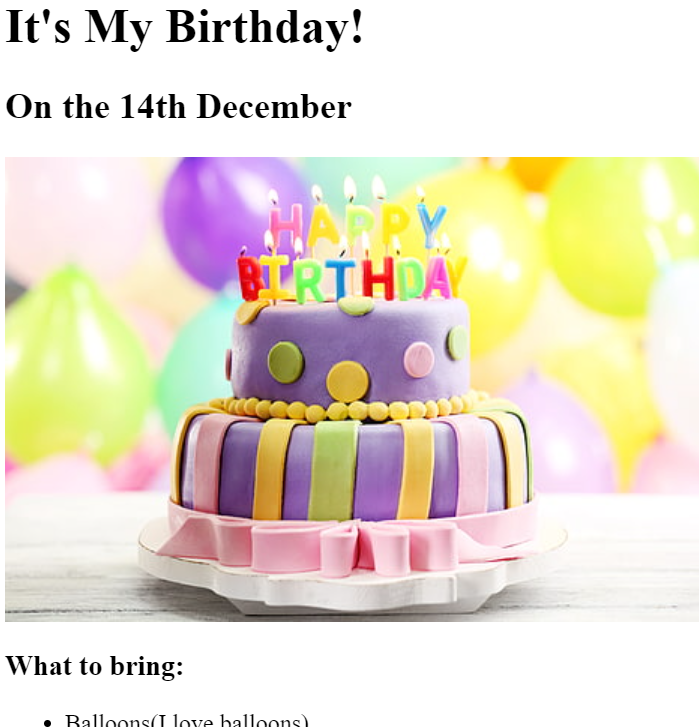 It's My Birthday!
On the 14th December
HAPPY
BIRTHDAY
What to bring:
Balloons(I love balloons)